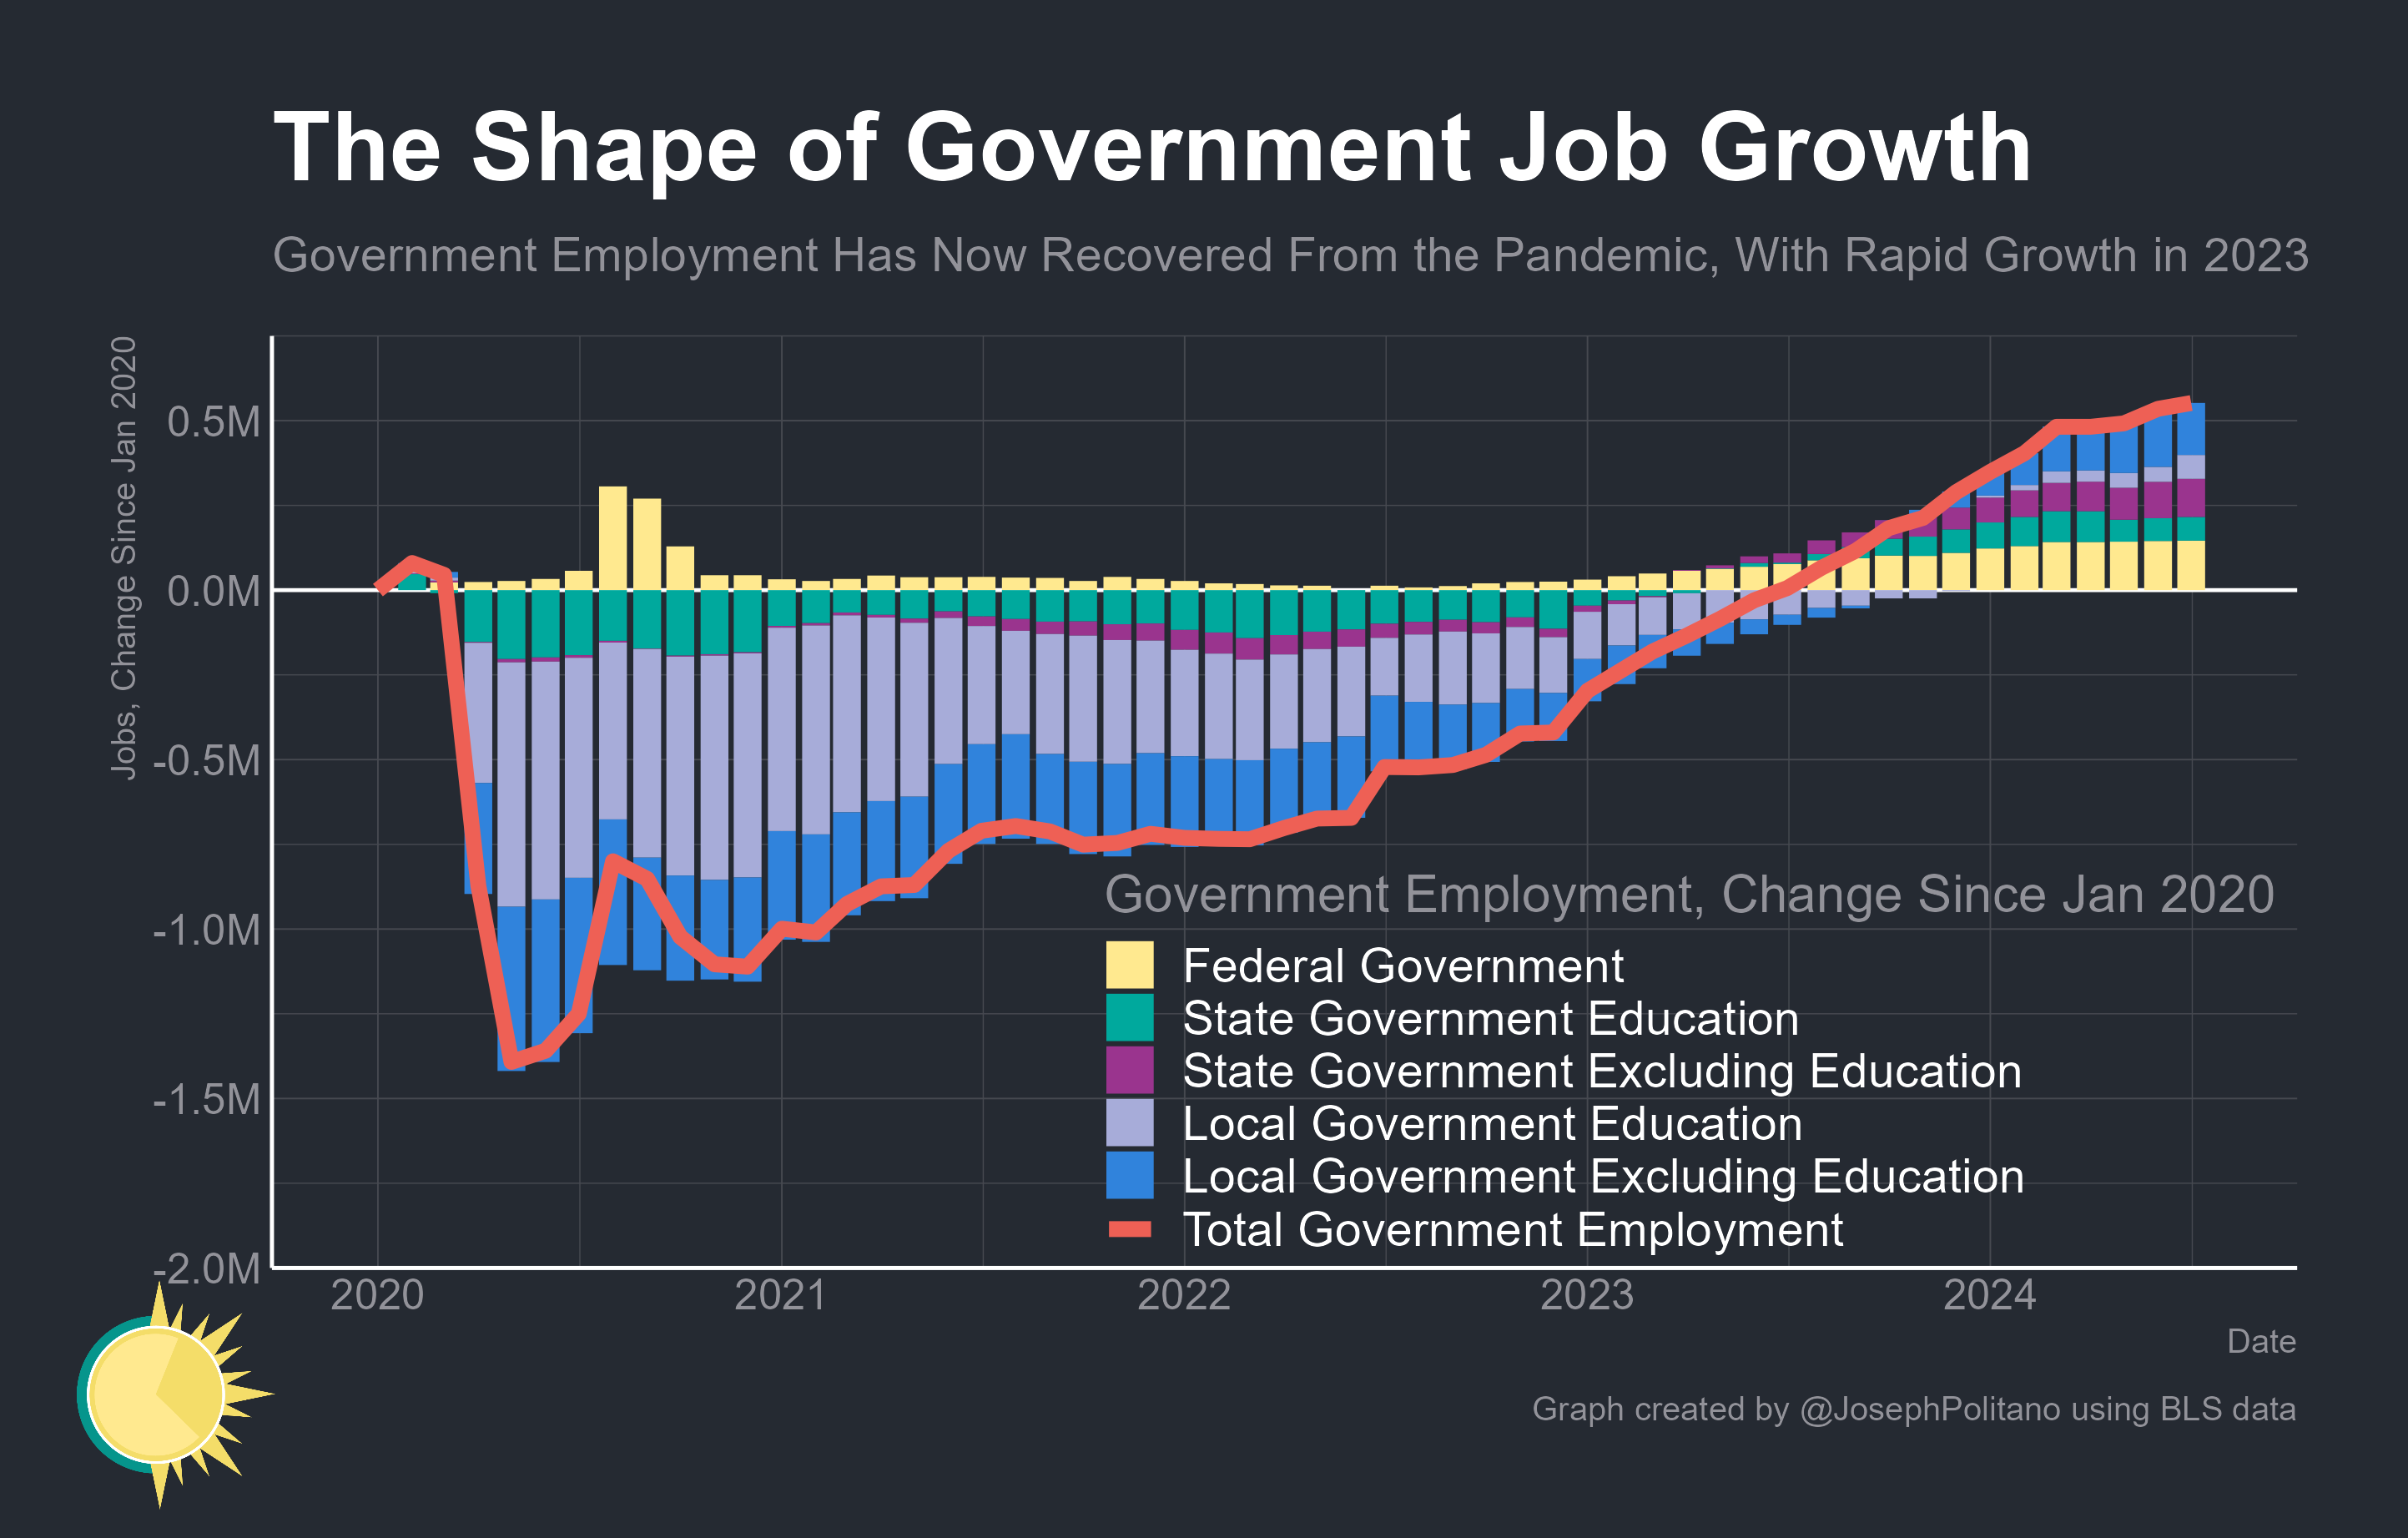 The Shape of Government Job Growth
Government Employment Has Now Recovered From the Pandemic, With Rapid Growth in 2023
Jobs, Change Since Jan 2020
0.5M
0.0M
-0.5M
-1.0M
-1.5M
-2.0M
Government Employment, Change Since Jan 2020
Federal Government
State Government Education
State Government Excluding Education
Local Government Education
Local Government Excluding Education
Total Government Employment
2020 2021 2022 2023 2024
Date
Graph created by @JosephPolitano using BLS data